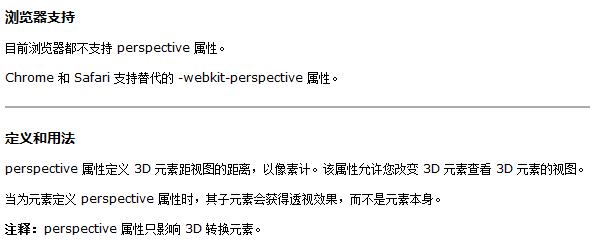 浏览器支持
目前浏览器都不支持 perspective 属性。
Chrome 和 Safari 支持替代的 -webkit-perspective 属性。
定义和用法
perspective 属性定义 3D 元素距视图的距离，以像素计。该属性允许您改变 3D 元素查看 3D 元素的视图。
当为元素定义 perspective 属性时，其子元素会获得透视效果，而不是元素本身。
注释：perspective 属性只影响 3D 转换元素。